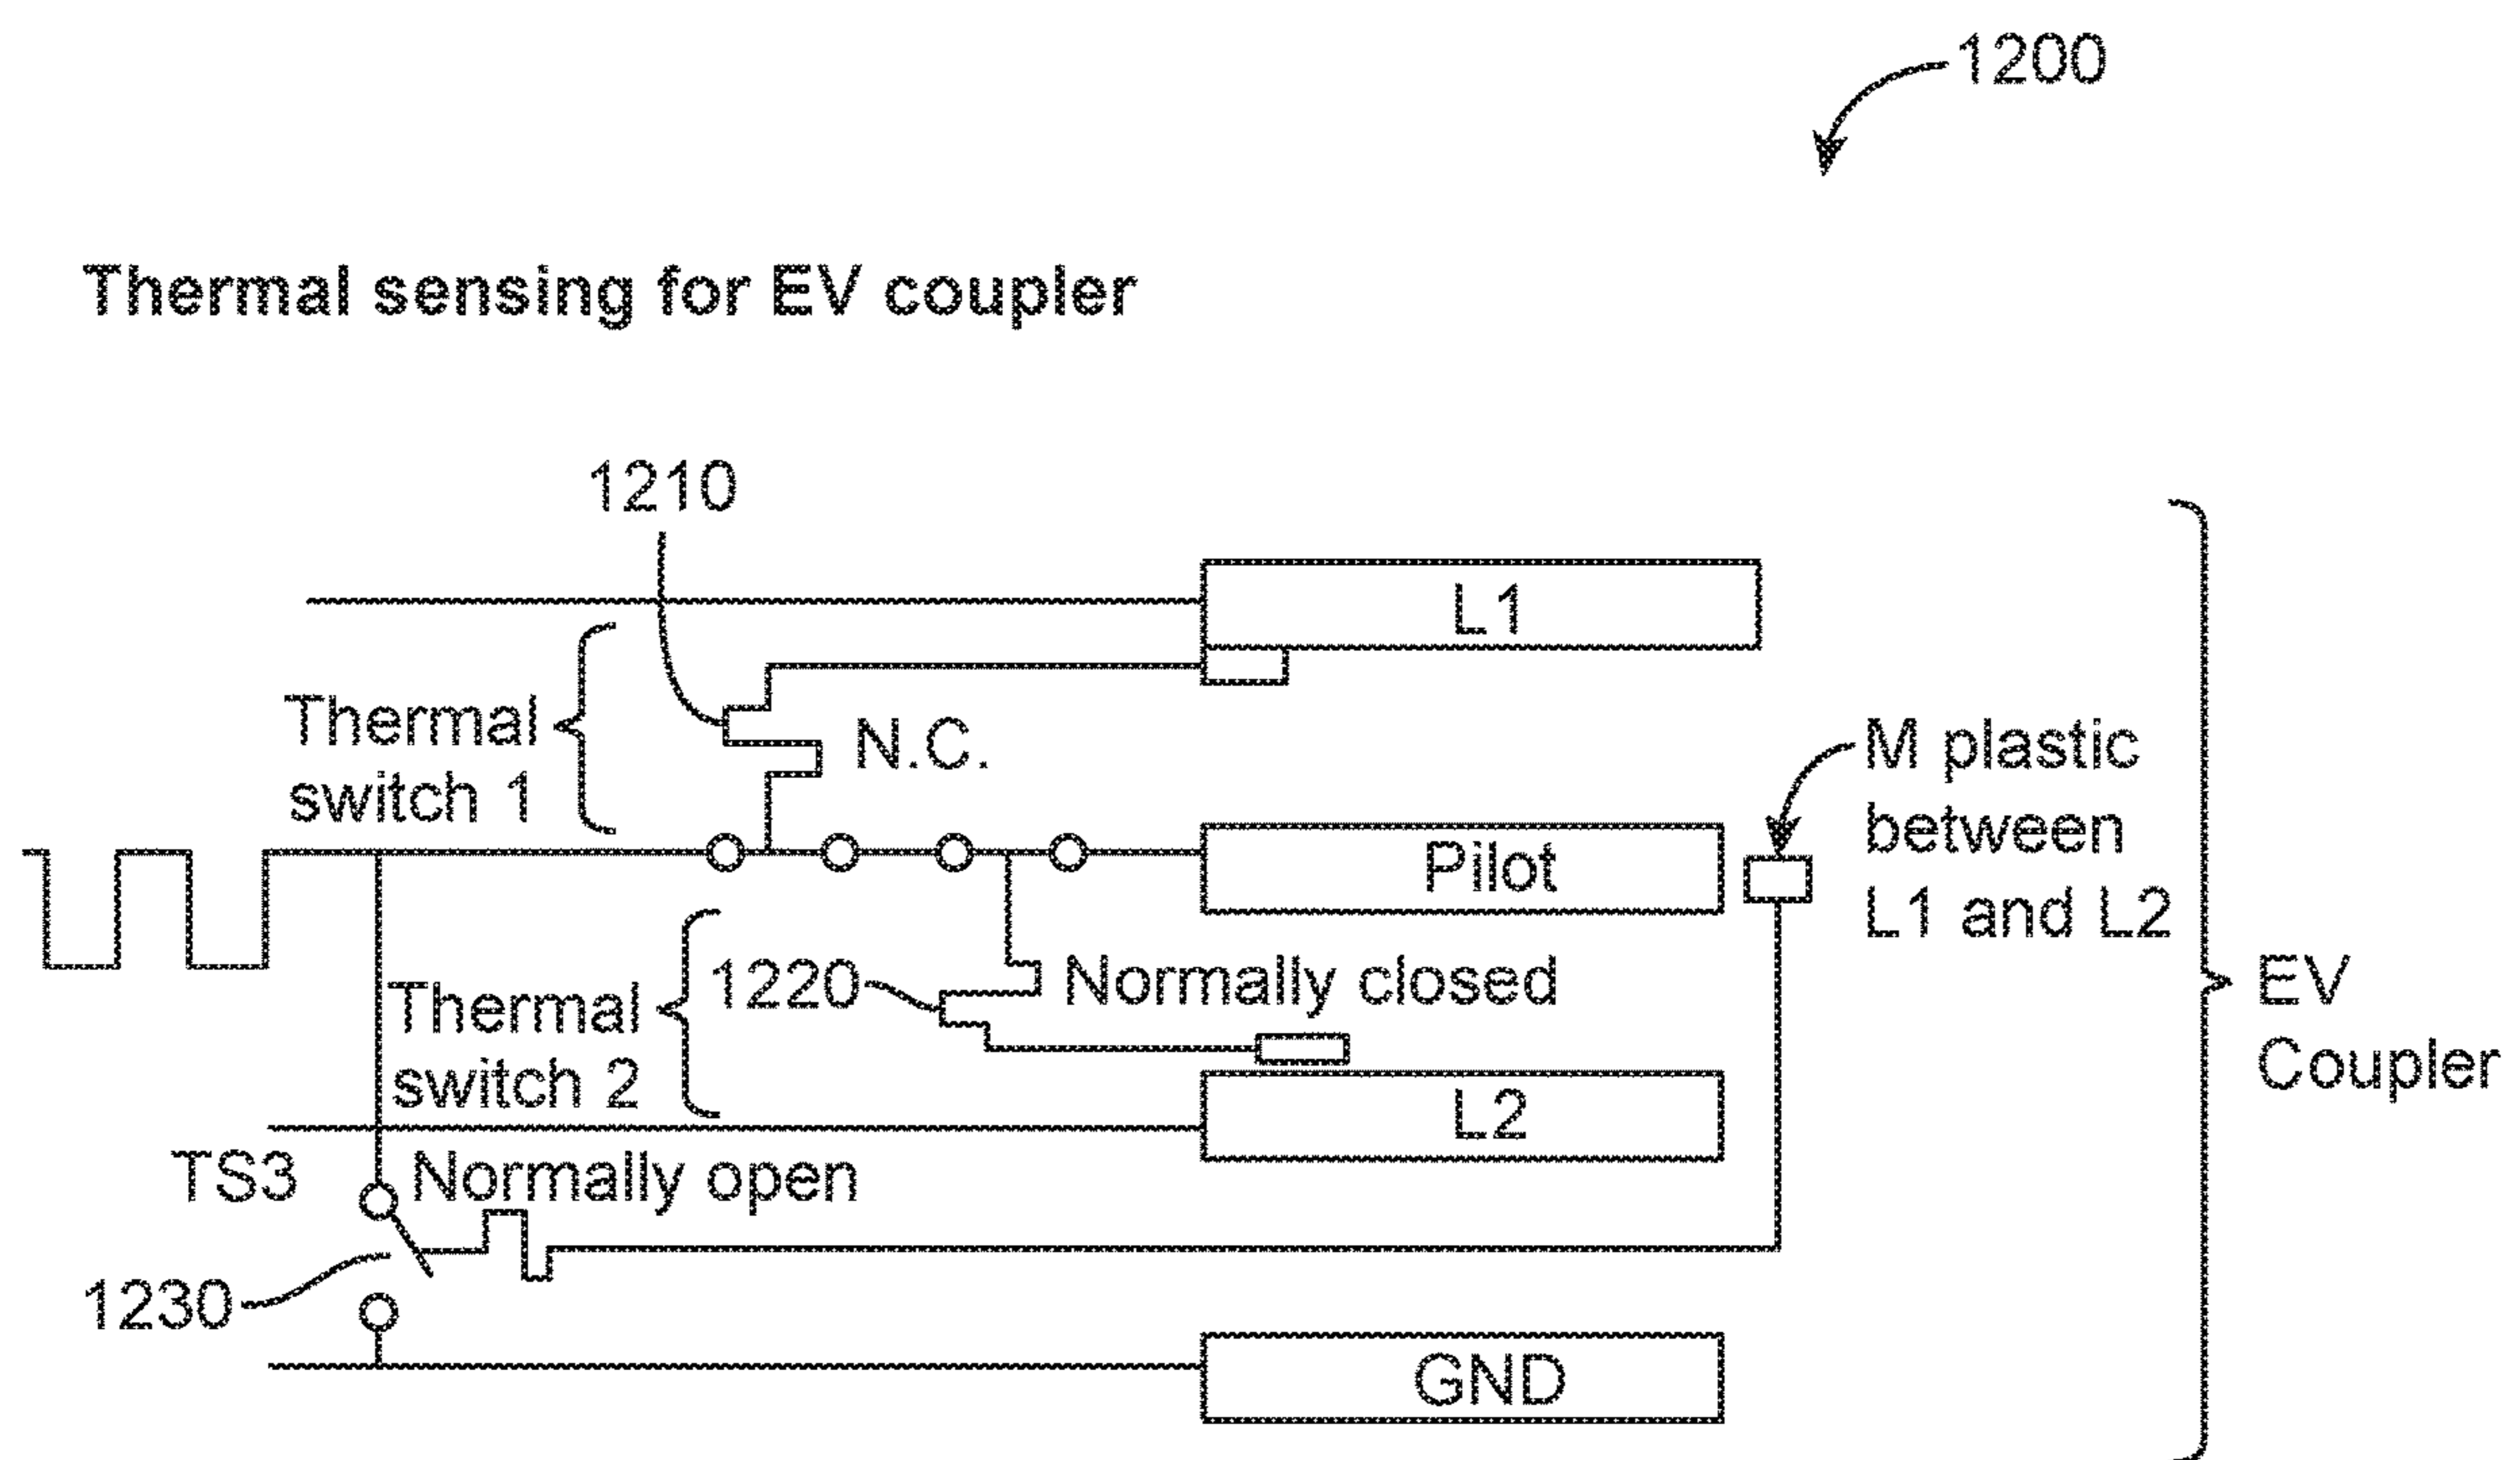 1200
Thermal sensing for EV coupler
1210
L1
Thermal
switch 1
N.C.
M plastic
between
L1 and L2
Pilot
Thermal
switch 2
1220
Normally closed
EV
Coupler
L2
TS3
Normally open
1230
GND